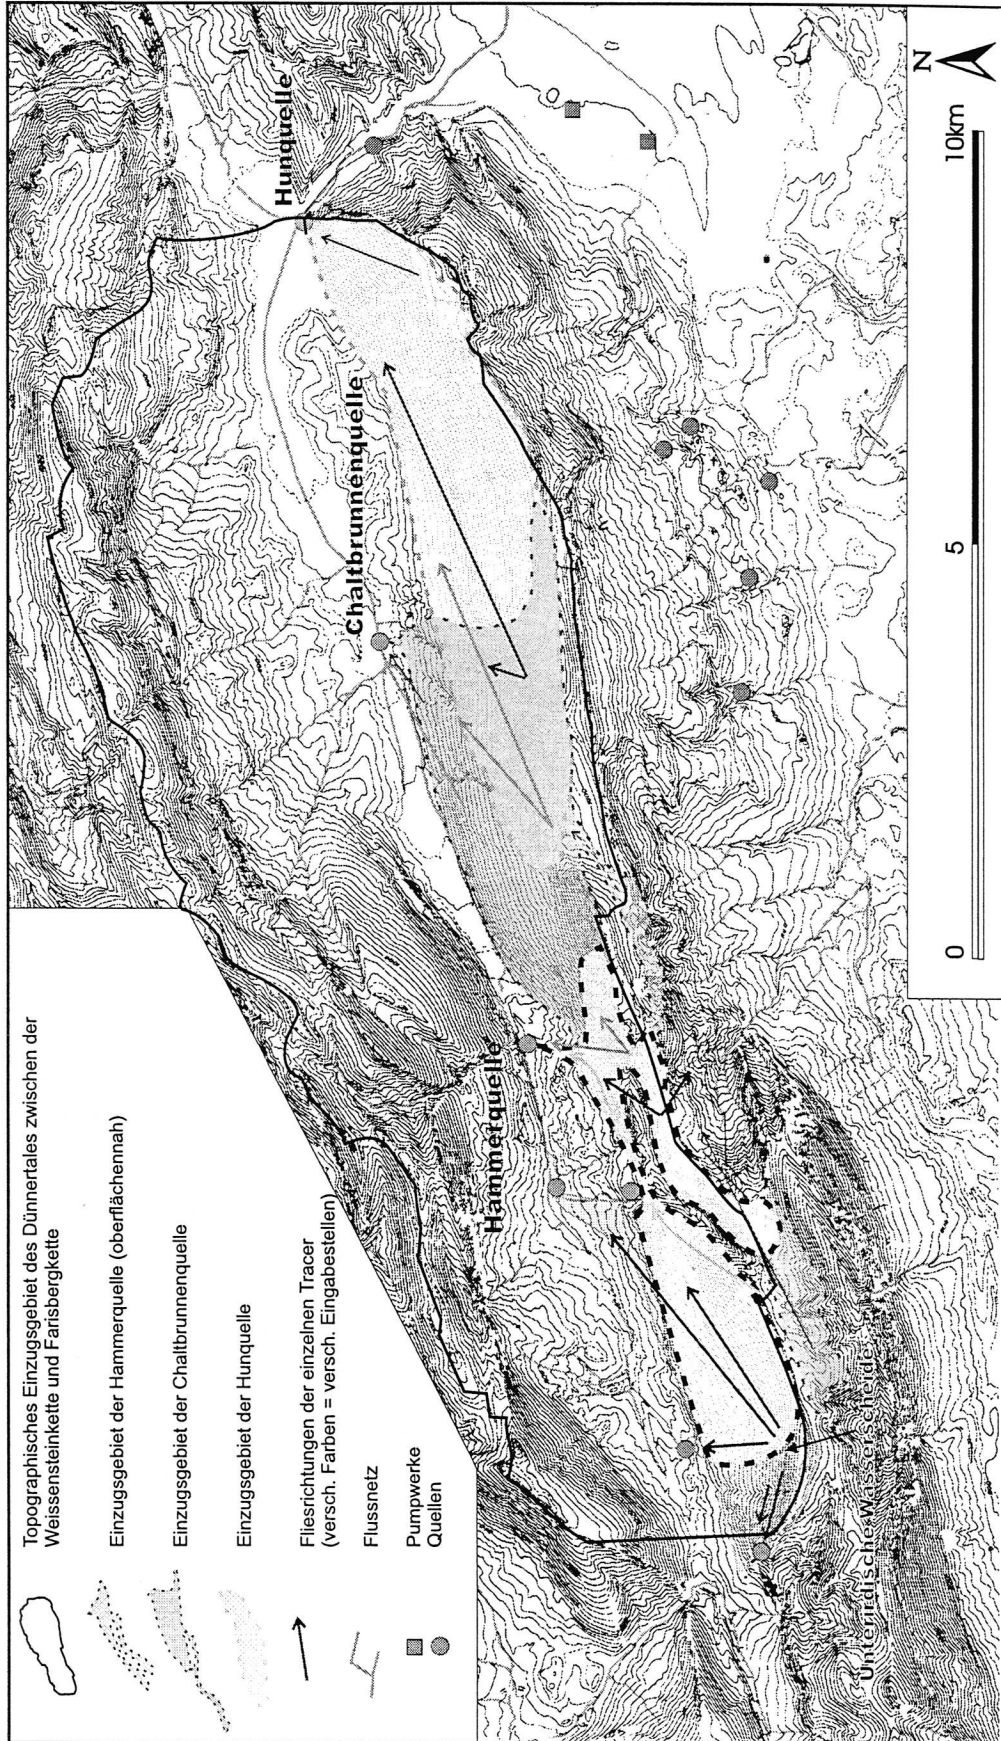 Topographisches Einzugsgebiet des Dünnertales zwischen der
Weissensteinkette und Farisbergkette
Einzugsgebiet der Hammerquelle (oberflächennah)
Einzugsgebiet der Chaltbrunnenquelle
Einzugsgebiet der Hunquelle
Fliesrichtungen der einzelnen Tracer
(versch. Farben = versch. Eingabestellen)
Flussnetz
Pumpwerke
Quellen
Hunquelle
Chaltbrunnenquelle
Hammerquelle
Unterirdische Wasserscheide
N
0
5
10km